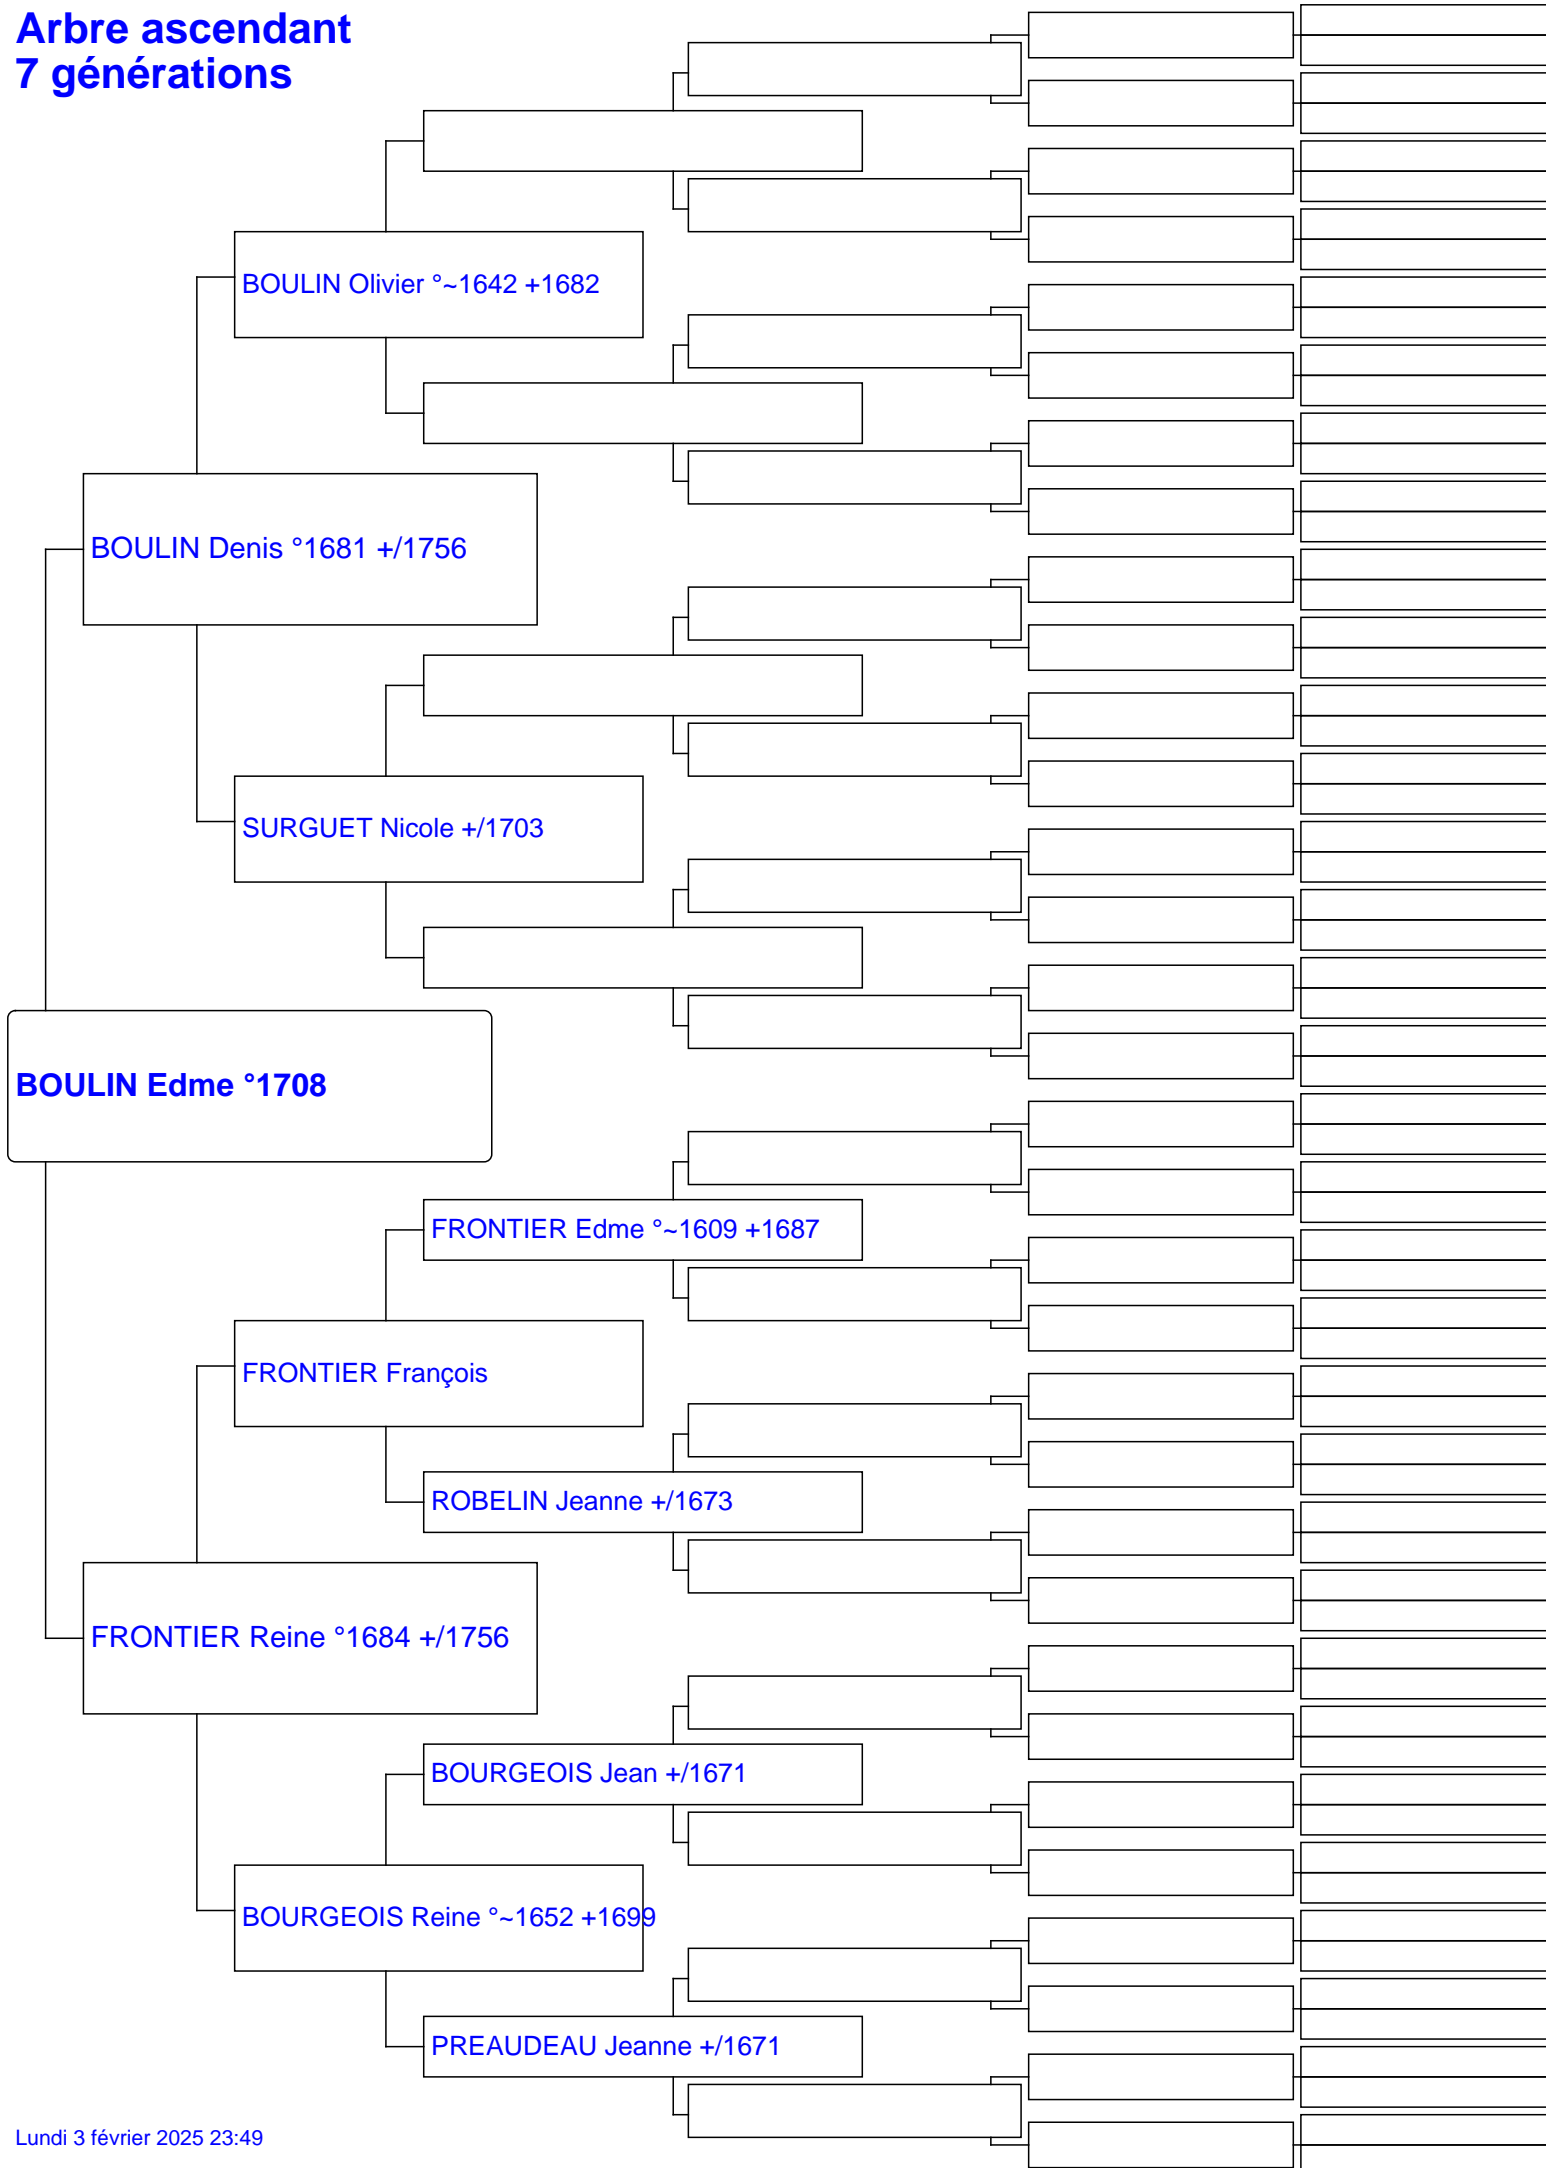 Arbre ascendant
7 générations
BOULIN Olivier °~1642 +1682
BOULIN Denis °1681 +/1756
SURGUET Nicole +/1703
BOULIN Edme °1708
FRONTIER Edme °~1609 +1687
FRONTIER François
ROBELIN Jeanne +/1673
FRONTIER Reine °1684 +/1756
BOURGEOIS Jean +/1671
BOURGEOIS Reine °~1652 +1699
PREAUDEAU Jeanne +/1671
Lundi 3 février 2025 23:49